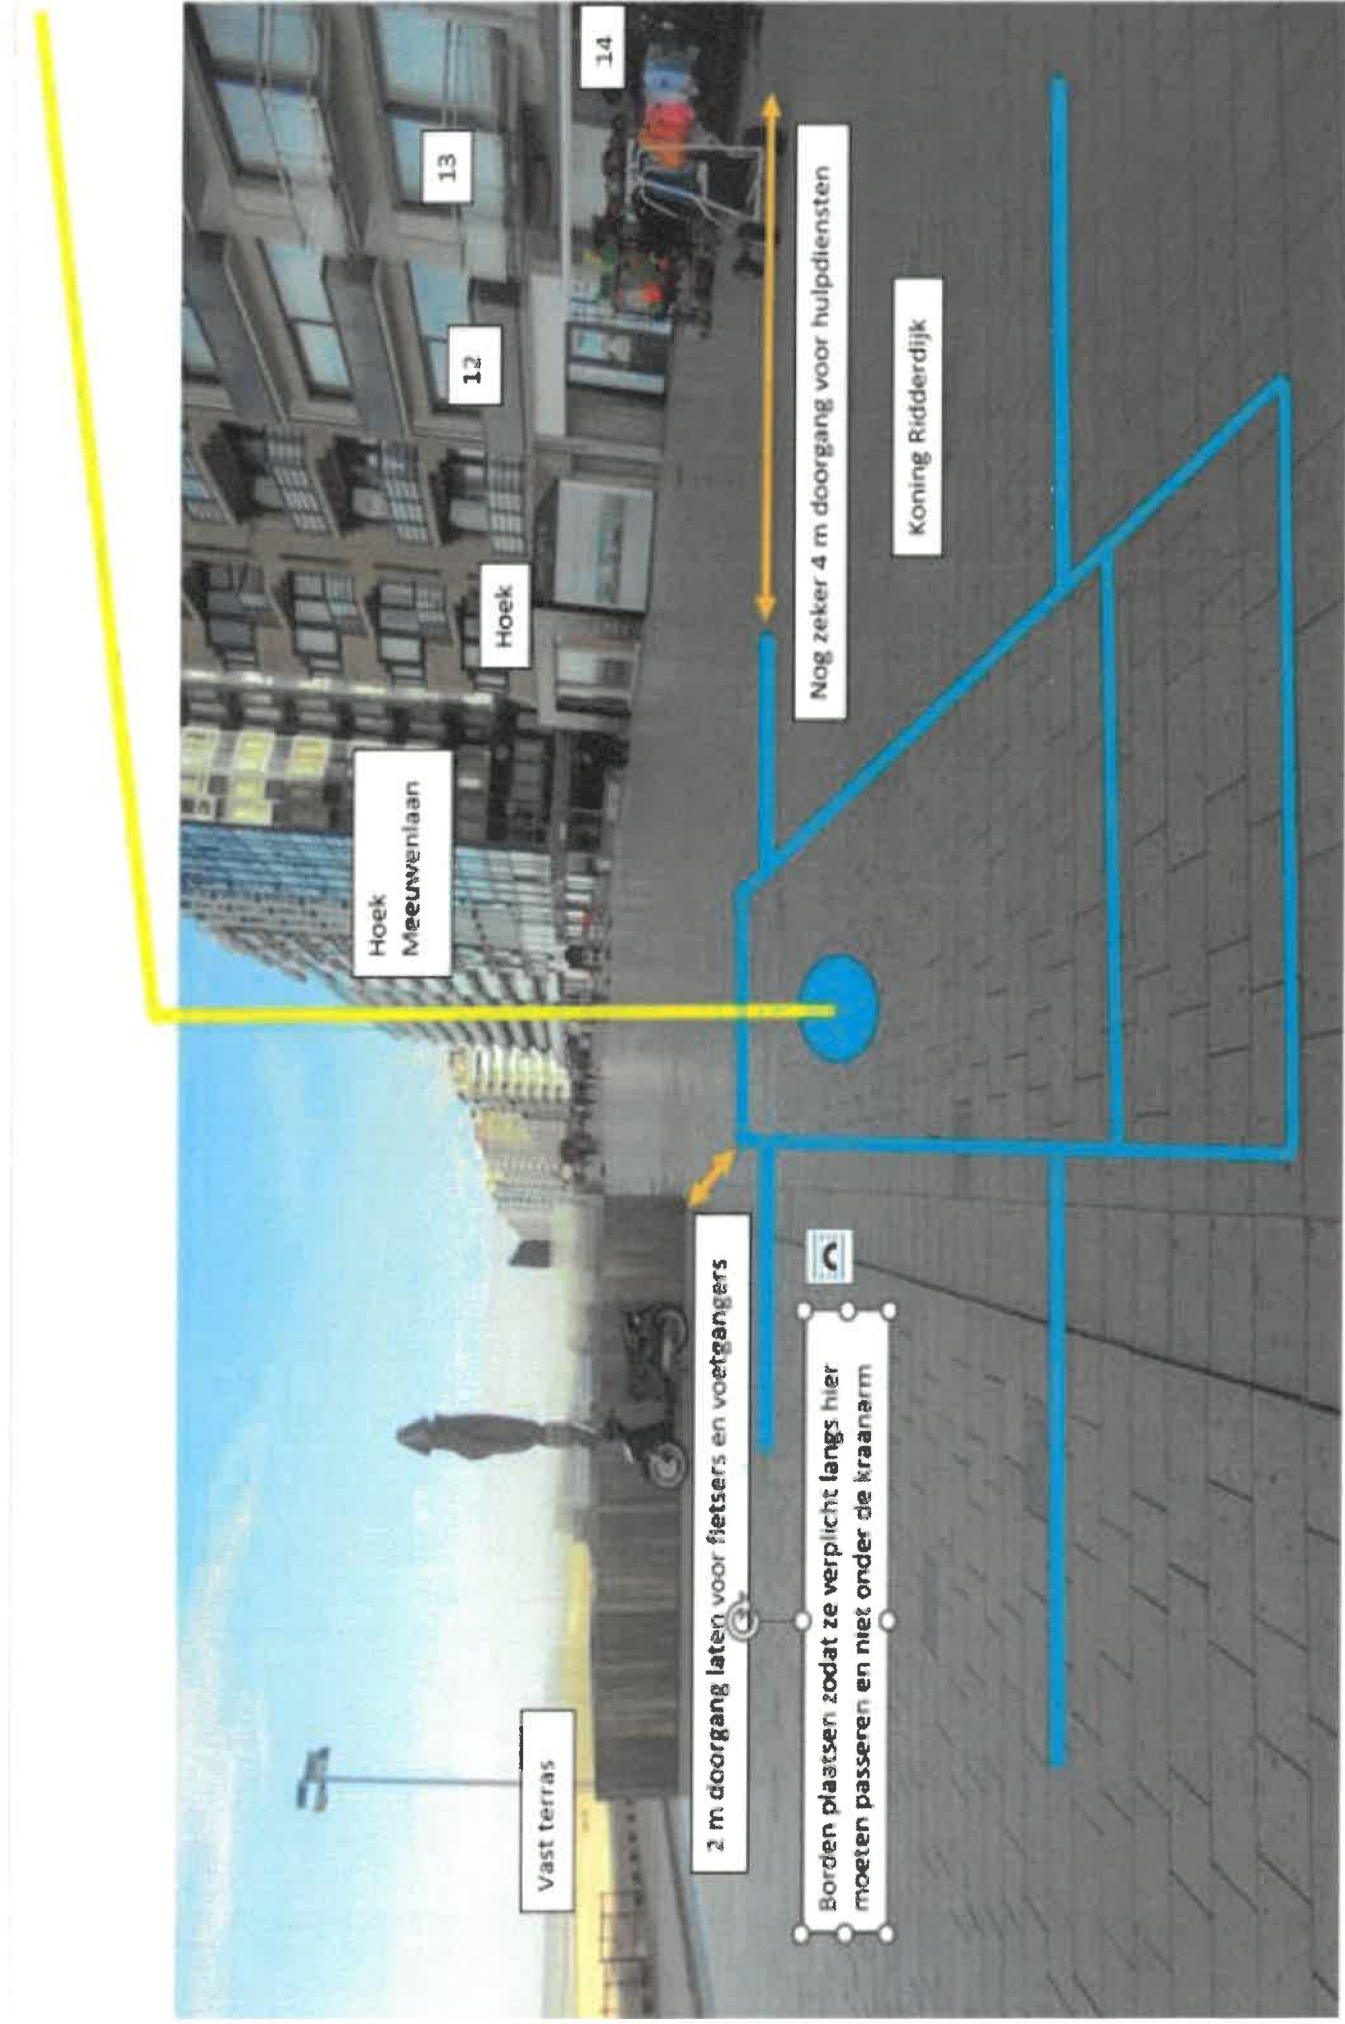 Vast terras
2 m doorgang laten voor fietsers en voetgangers
Borden plaatsen zodat ze verplicht langs hier
moeten passeren en niet onder de kraanarm
Hoek
Meeuwenlaan
Hoek
12
13
14
Nog zeker 4 m doorgang voor hulpdiensten
Koning Ridderdijk